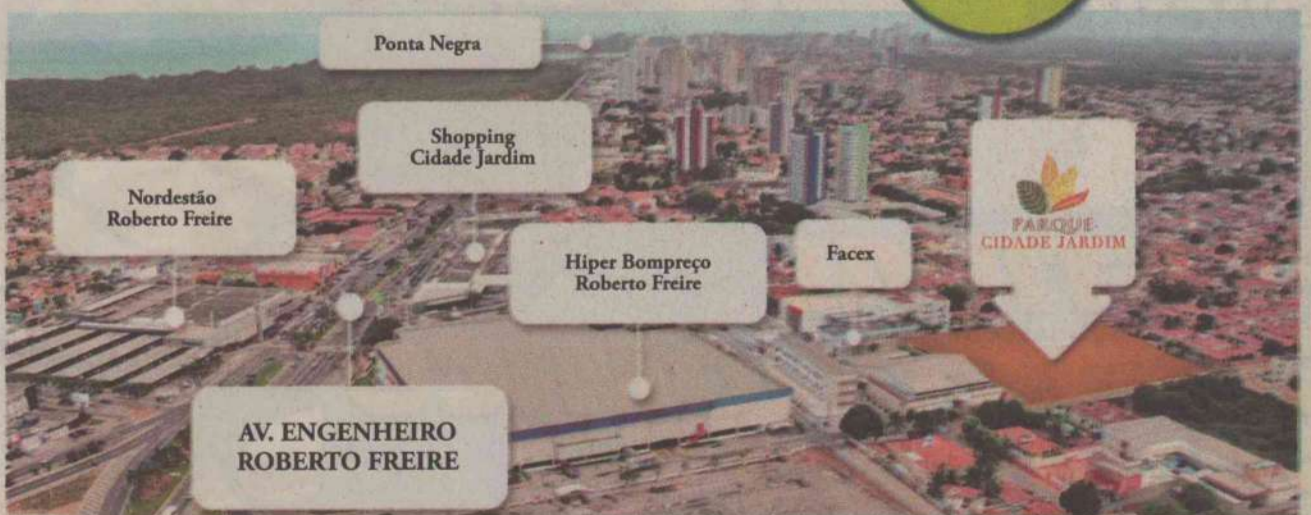 Ponta Negra
Shopping
Cidade Jardim
Nordestão
Roberto Freire
Hiper Bompreço
Roberto Freire
Facex
PARQUE
CIDADE JARDIM
AV. ENGENHEIRO
ROBERTO FREIRE